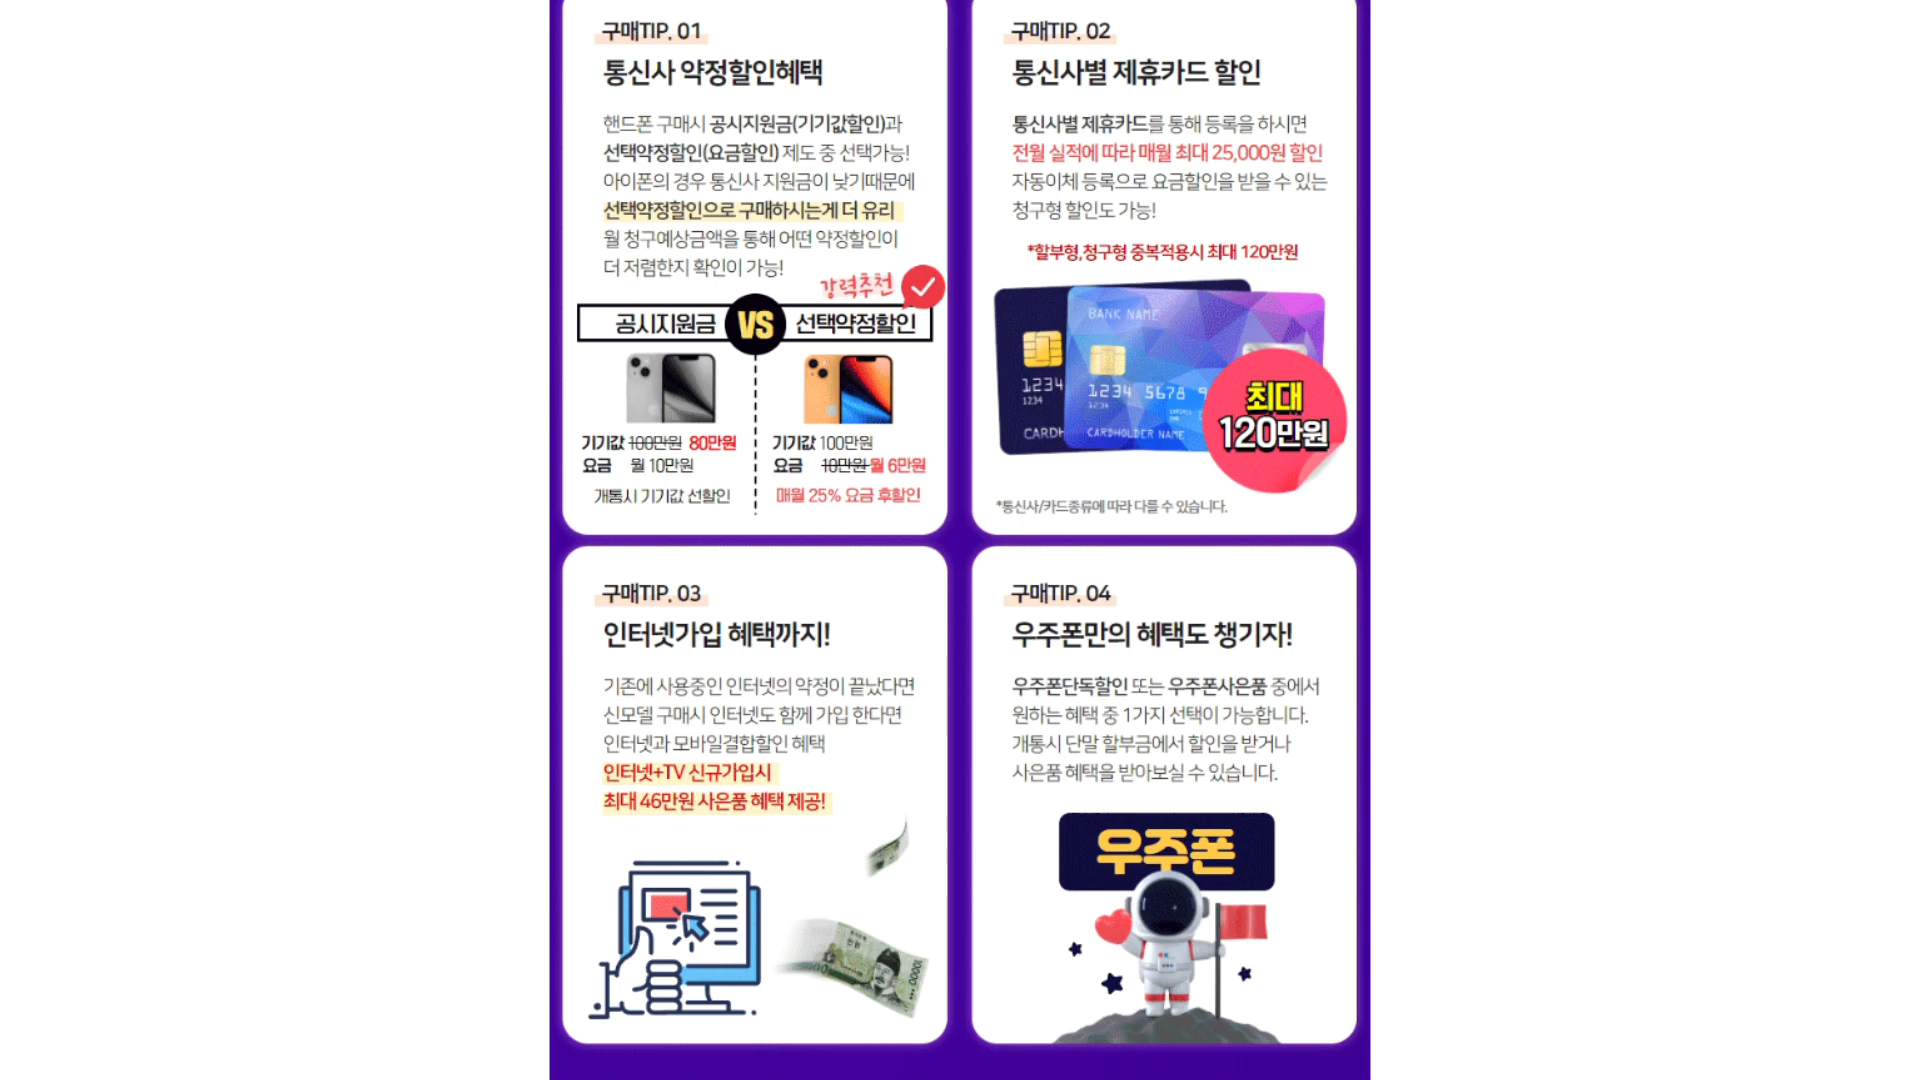 구매TIP. 01
통신사 약정할인혜택
핸드폰 구매시 공시지원금(기기값할인)과
선택약정할인(요금할인) 제도 중 선택가능!
아이폰의 경우 통신사 지원금이 낮기때문에
선택약정할인으로 구매하시는게 더 유리
월 청구예상금액을 통해 어떤 약정할인이
더 저렴한지 확인이 가능!
강력추천
공시지원금 VS 선택약정할인
기기값 100만원 80만원
요금 월 10만원
개통시 기기값 선할인
기기값 100만원
요금 10만원 월 6만원
매월 25% 요금 후할인
구매TIP. 02
통신사별 제휴카드 할인
통신사별 제휴카드를 통해 등록을 하시면
전월 실적에 따라 매월 최대 25,000원 할인
자동이체 등록으로 요금할인을 받을 수 있는
청구형 할인도 가능!
*할부형,청구형 중복적용시 최대 120만원
BANK NAME
1234
1234
CARDH
1234 5678 9
1234
CARDHOLDER NAME
최대
120만원
*통신사/카드종류에 따라 다를 수 있습니다.
구매TIP. 03
인터넷가입 혜택까지!
기존에 사용중인 인터넷의 약정이 끝났다면
신모델 구매시 인터넷도 함께 가입 한다면
인터넷과 모바일결합할인 혜택
인터넷+TV 신규가입시
최대 46만원 사은품 혜택 제공!
만원
10000
구매TIP. 04
우주폰만의 혜택도 챙기자!
우주폰단독할인 또는 우주폰사은품 중에서
원하는 혜택 중 1가지 선택이 가능합니다.
개통시 단말 할부금에서 할인을 받거나
사은품 혜택을 받아보실 수 있습니다.
우주폰